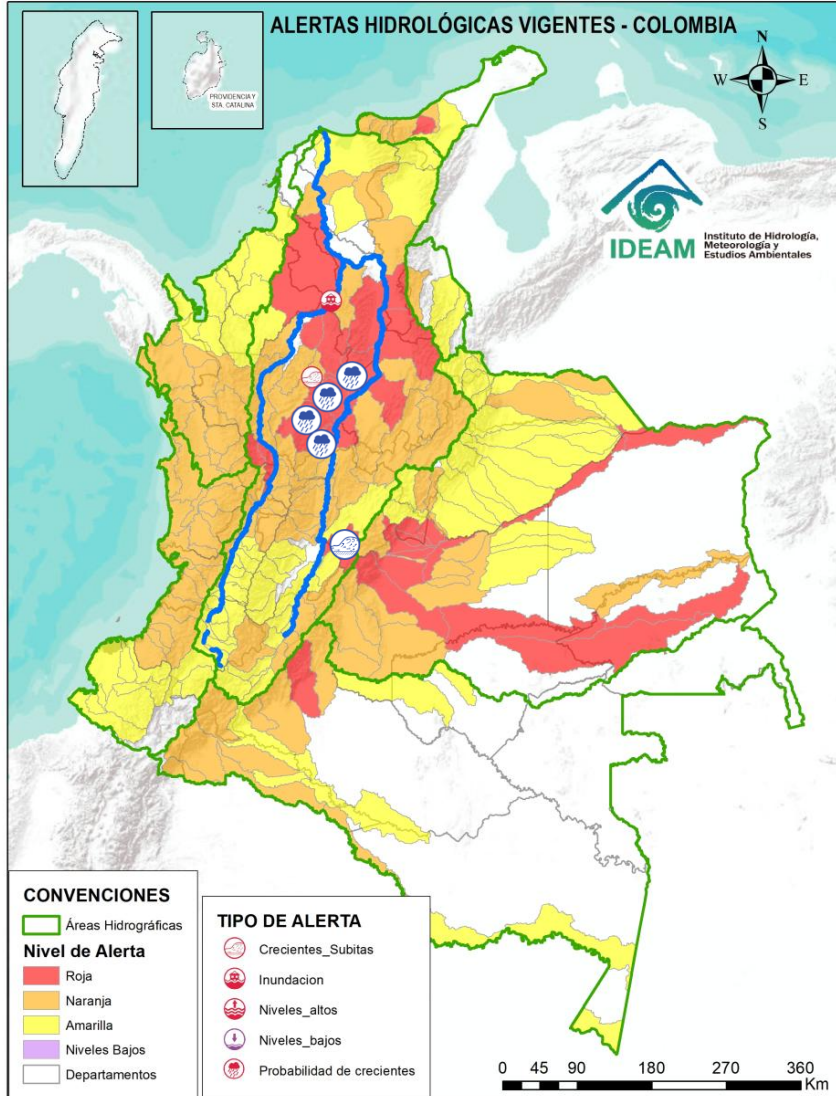 ALERTAS HIDROLÓGICAS VIGENTES - COLOMBIA
PROVIDENCIA Y
STA. CATALINA
N
W
E
S
IDEAM
Instituto de Hidrología,
Meteorología y
Estudios Ambientales
CONVENCIONES
Áreas Hidrográficas
Nivel de Alerta
Roja
Naranja
Amarilla
Niveles Bajos
Departamentos
TIPO DE ALERTA
Crecientes_Subitas
Inundacion
Niveles_altos
Niveles_bajos
Probabilidad de crecientes
0 45 90 180 270 360
Km